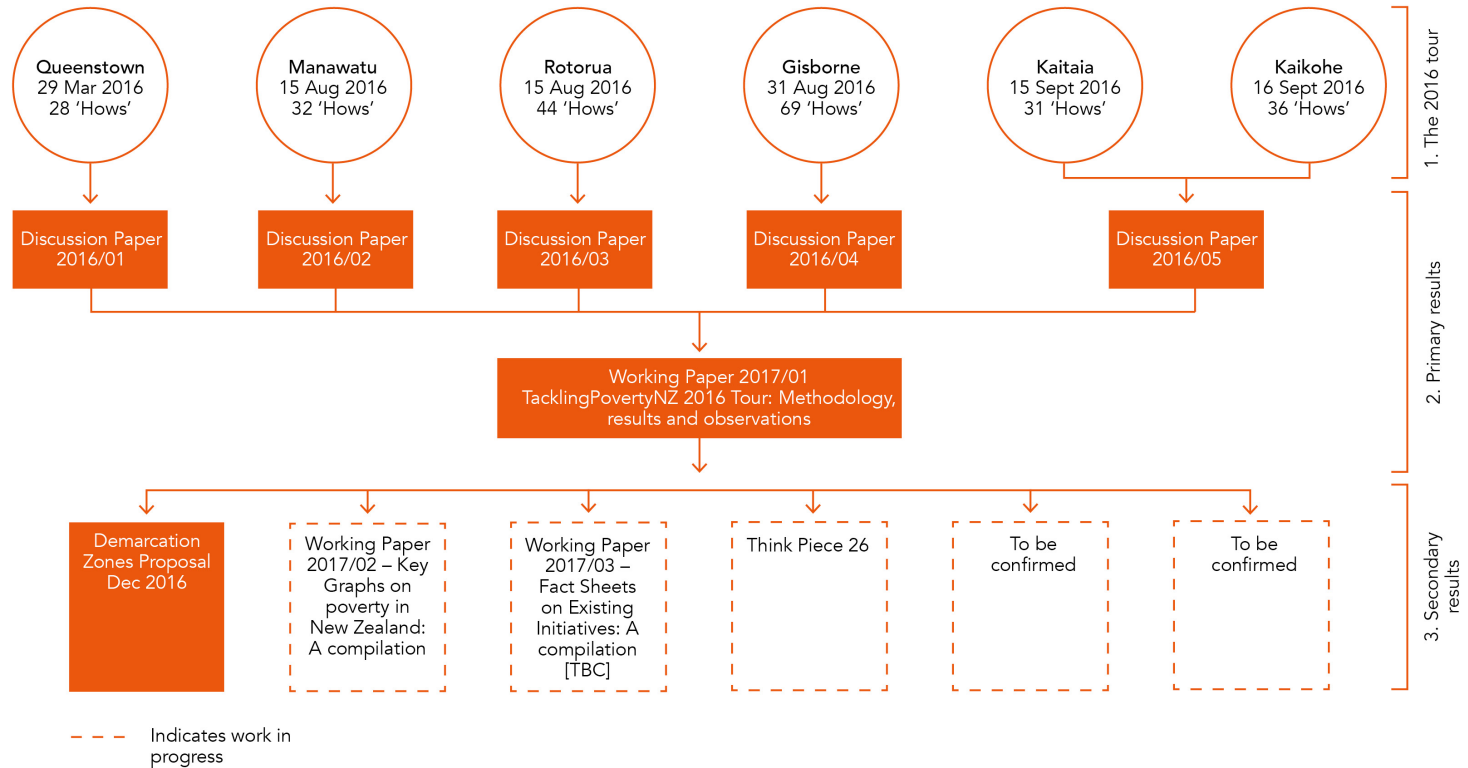 Queenstown
29 Mar 2016
28 ‘Hows’
Manawatu
15 Aug 2016
32 ‘Hows’
Rotorua
15 Aug 2016
44 ‘Hows’
Gisborne
31 Aug 2016
69 ‘Hows’
Kaitaia
15 Sept 2016
31 ‘Hows’
Kaikohe
16 Sept 2016
36 ‘Hows’
1. The 2016 tour
Discussion Paper
2016/01
Discussion Paper
2016/02
Discussion Paper
2016/03
Discussion Paper
2016/04
Discussion Paper
2016/05
Working Paper 2017/01
TacklingPovertyNZ 2016 Tour: Methodology,
results and observations
2. Primary results
Demarcation
Zones Proposal
Dec 2016
Working Paper
2017/02 – Key
Graphs on
poverty in
New Zealand:
A compilation
Working Paper
2017/03 –
Fact Sheets
on Existing
Initiatives: A
compilation
[TBC]
Think Piece 26
To be
confirmed
To be
confirmed
3. Secondary
results
Indicates work in
progress